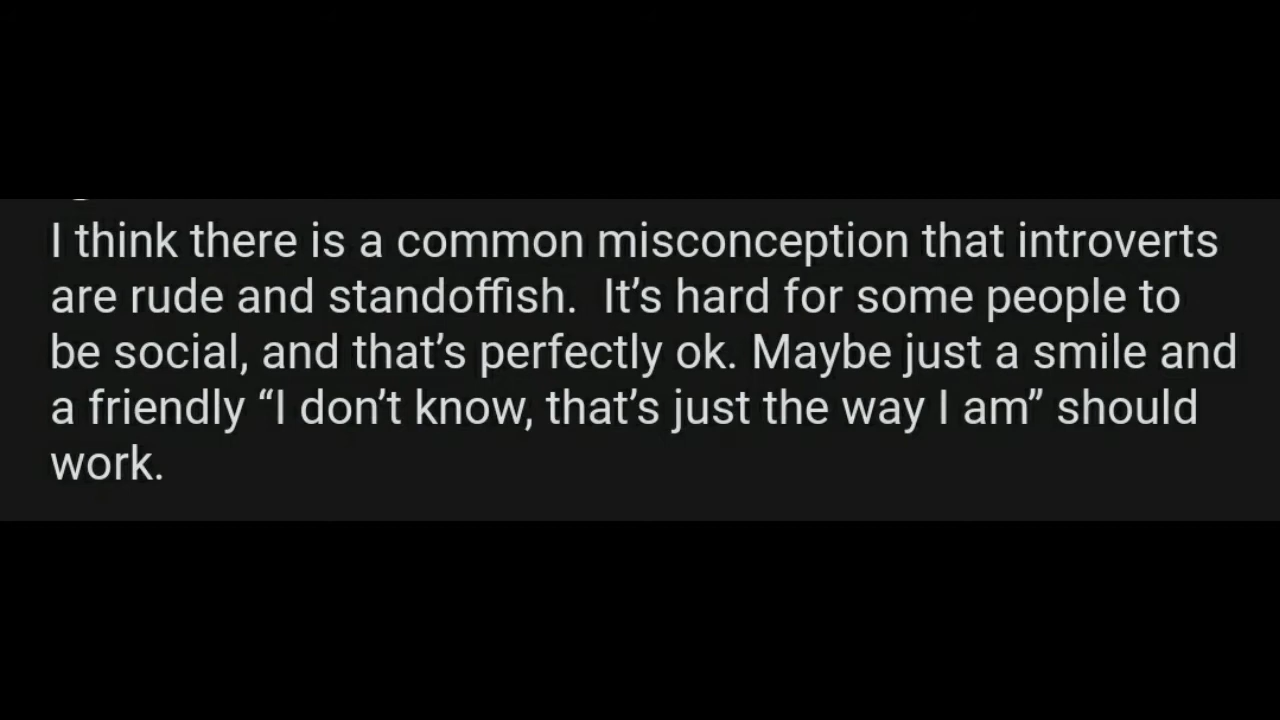 I think there is a common misconception that introverts
are rude and standoffish.  It’s hard for some people to
be social, and that’s perfectly ok. Maybe just a smile and
a friendly “I don’t know, that’s just the way I am” should
work.